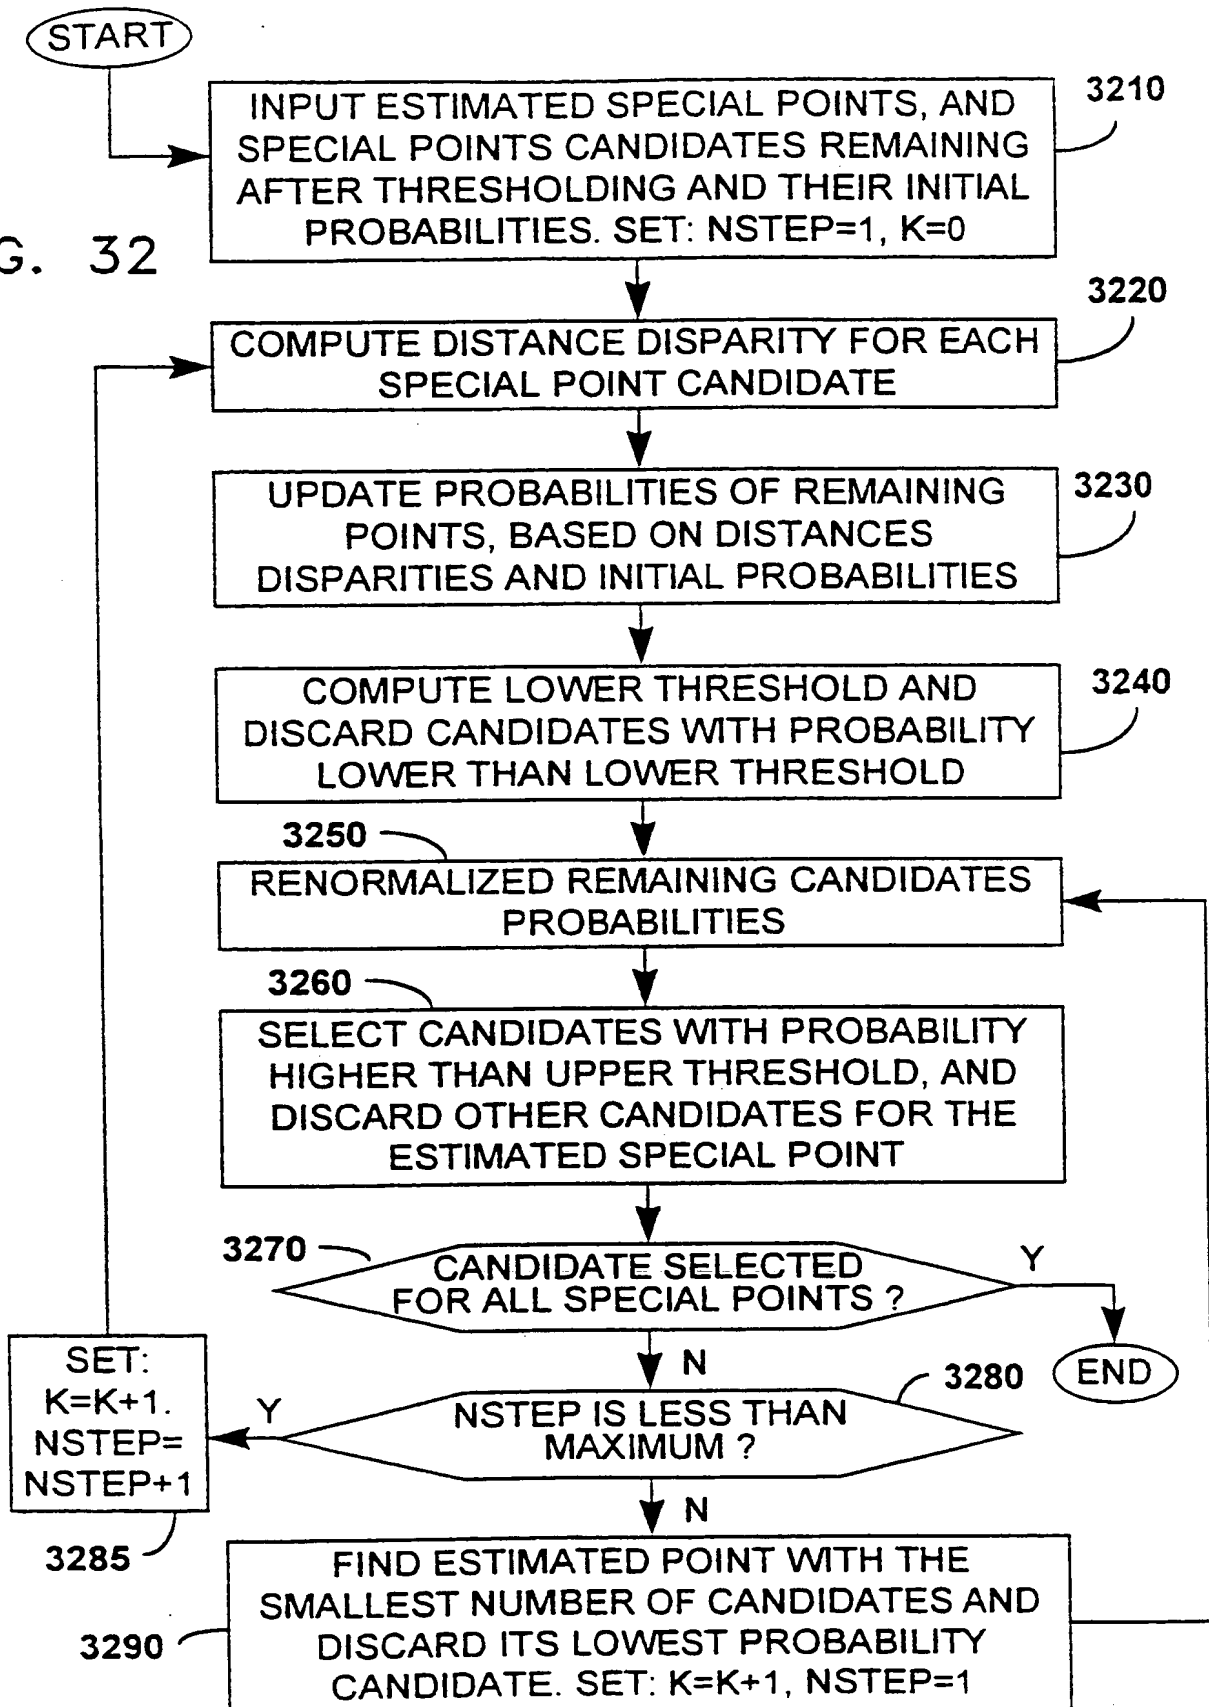 START
INPUT ESTIMATED SPECIAL POINTS, AND
SPECIAL POINTS CANDIDATES REMAINING
AFTER THRESHOLDING AND THEIR INITIAL
PROBABILITIES. SET: NSTEP=1, K=0
3210
G. 32
3220
COMPUTE DISTANCE DISPARITY FOR EACH
SPECIAL POINT CANDIDATE
UPDATE PROBABILITIES OF REMAINING
POINTS, BASED ON DISTANCES
DISPARITIES AND INITIAL PROBABILITIES
3230
COMPUTE LOWER THRESHOLD AND
DISCARD CANDIDATES WITH PROBABILITY
LOWER THAN LOWER THRESHOLD
3240
3250
RENORMALIZED REMAINING CANDIDATES
PROBABILITIES
3260
SELECT CANDIDATES WITH PROBABILITY
HIGHER THAN UPPER THRESHOLD, AND
DISCARD OTHER CANDIDATES FOR THE
ESTIMATED SPECIAL POINT
3270
CANDIDATE SELECTED
FOR ALL SPECIAL POINTS ?
Y
END
N
3280
NSTEP IS LESS THAN
MAXIMUM ?
Y
SET:
K=K+1.
NSTEP=
NSTEP+1
3285
N
FIND ESTIMATED POINT WITH THE
SMALLEST NUMBER OF CANDIDATES AND
DISCARD ITS LOWEST PROBABILITY
CANDIDATE. SET: K=K+1, NSTEP=1
3290